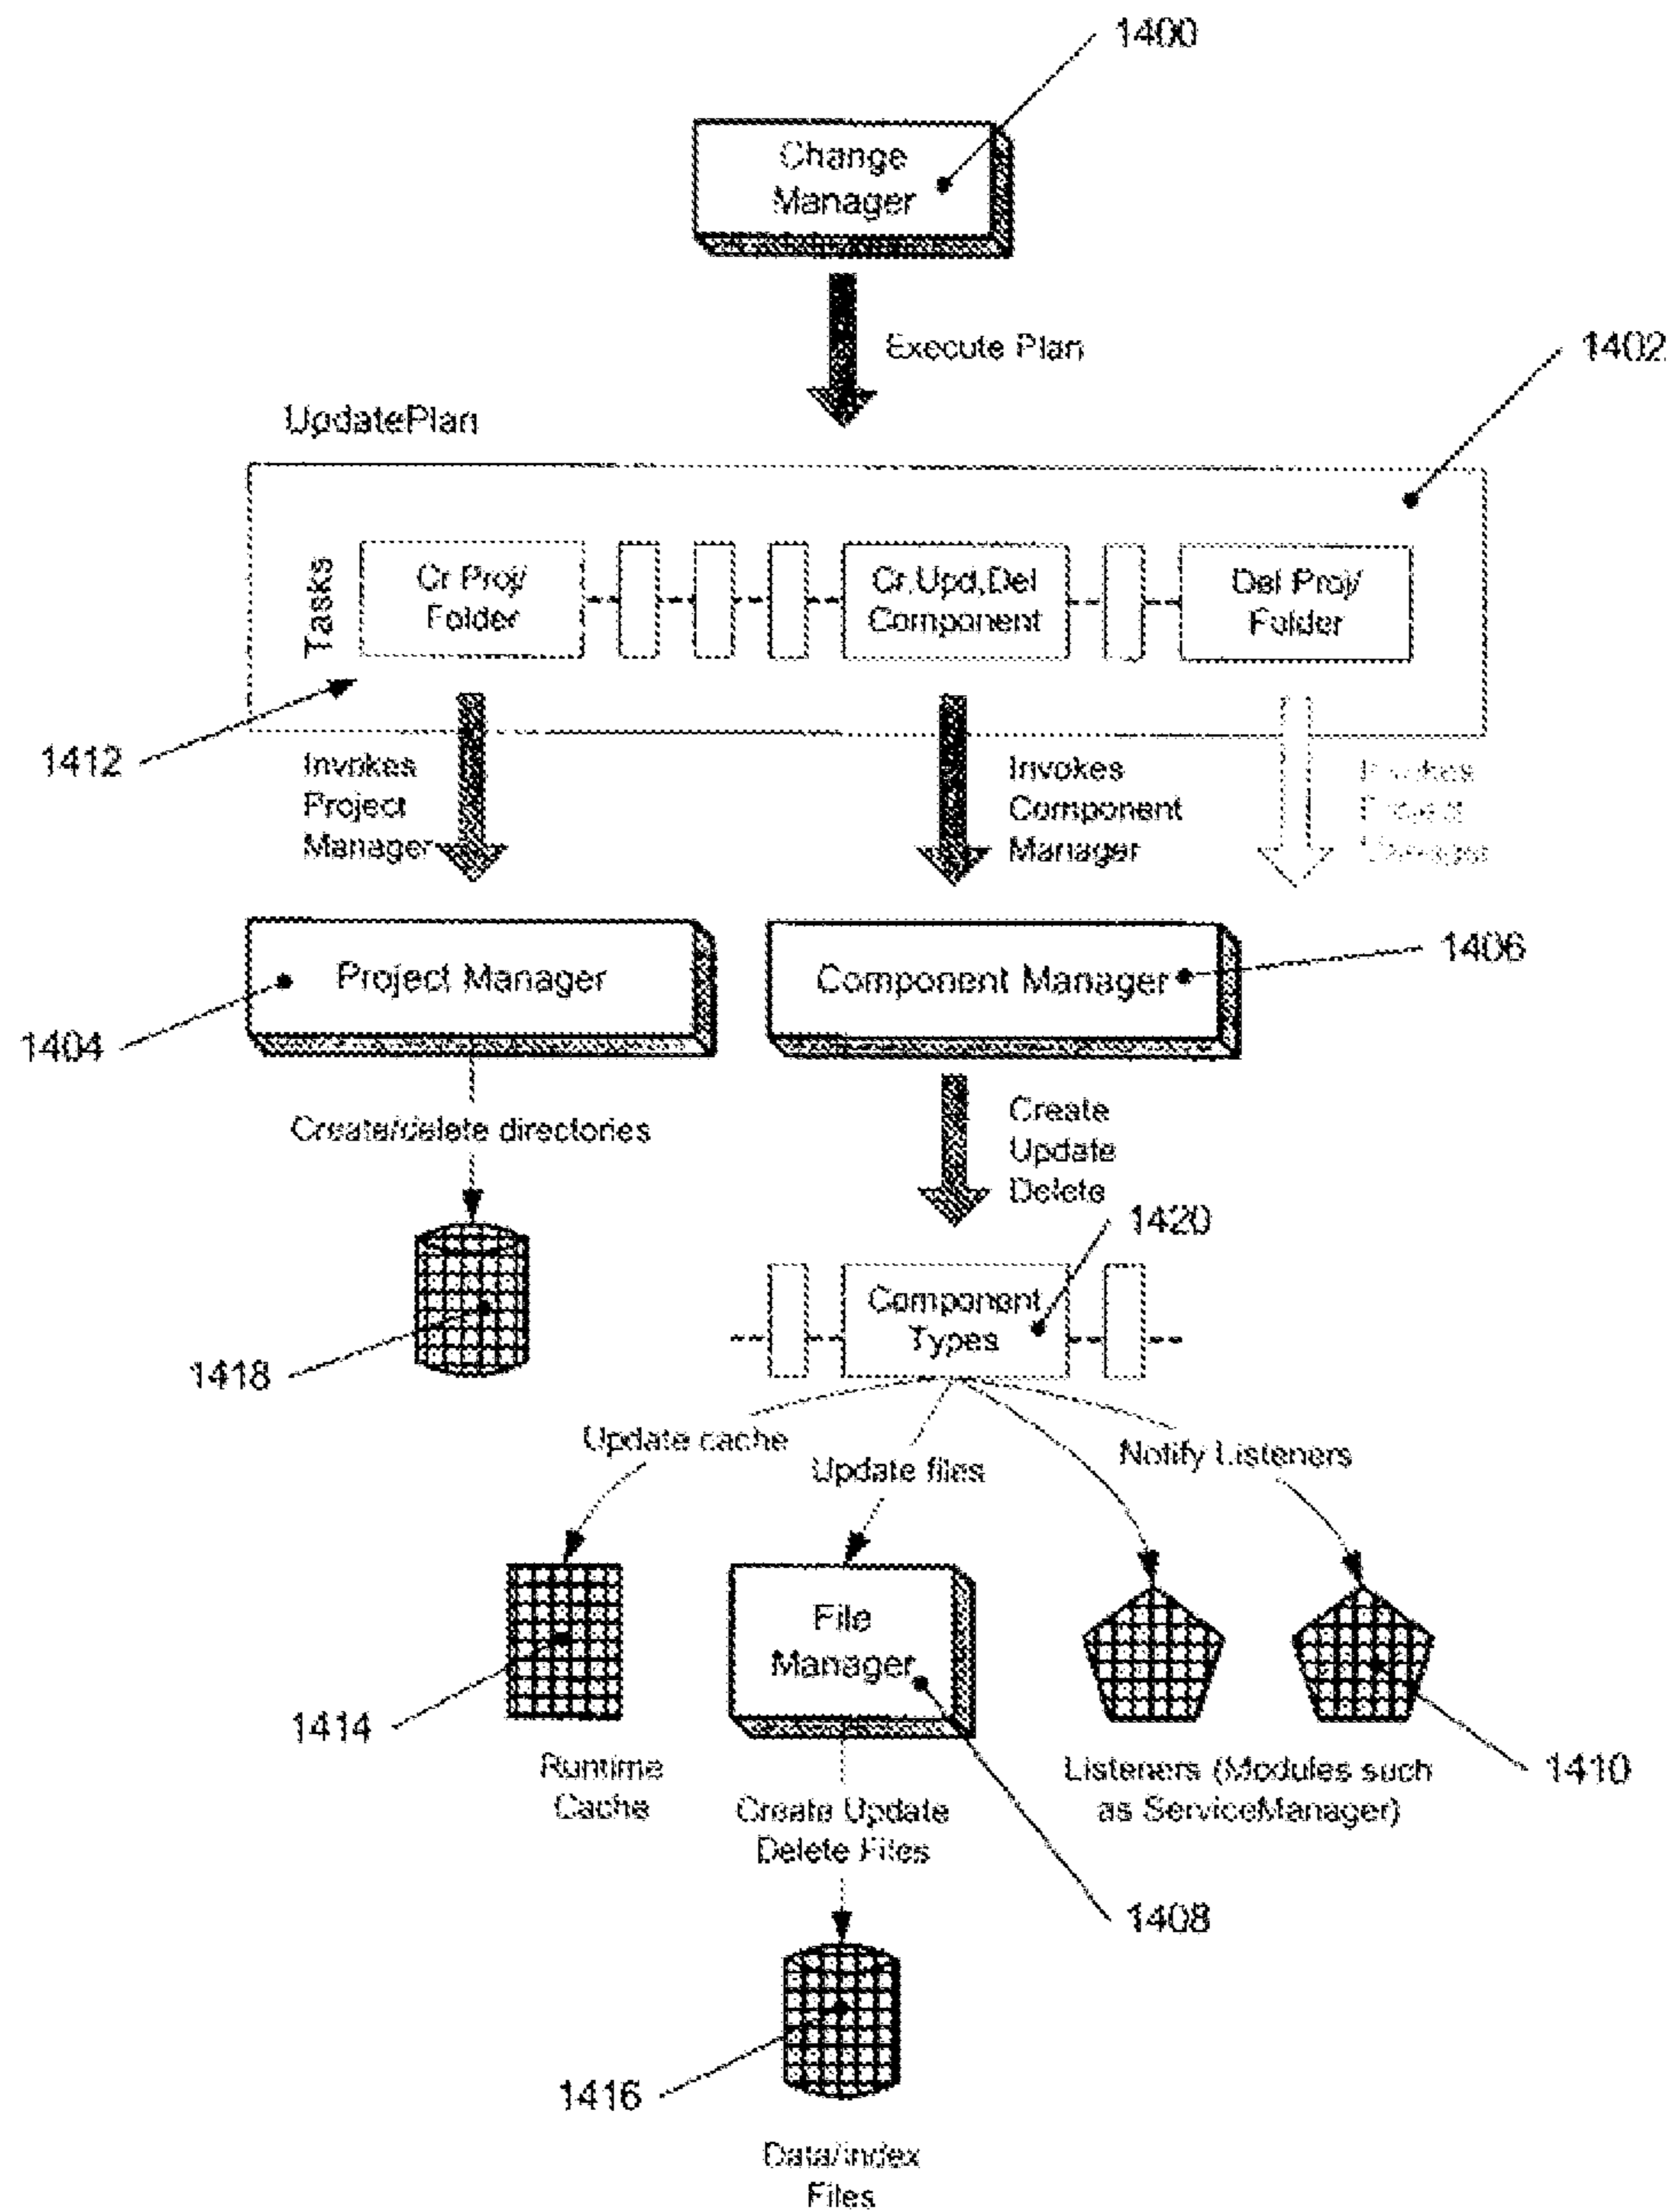 1400
Change
Manager
Execute Plan
1402
UpdatePlan
Tasks
Cr Proj/
Folder
Cr,Upd,Del
Component
Del Proj/
Folder
1412
Invokes
Project
Manager
Invokes
Component
Manager
Invokes
Project
Manager
Project Manager
Component Manager
1406
1404
Create/delete directories
Create
Update
Delete
1420
Component
Types
1418
Update cache
Update files
Notify Listeners
File
Manager
1414
Runtime
Cache
Listeners (Modules such
as ServiceManager)
1410
Create Update
Delete Files
1408
1416
Data/index
Files